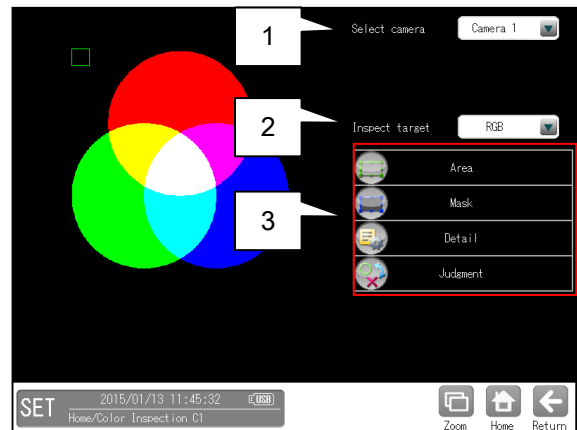 1
Select camera
Camera 1
2
Inspect target
RGB
3
Area
Mask
Detail
Judgment
SET
2015/01/13 11:45:32
USB
Home/Color Inspection C1
Zoom
Home
Return